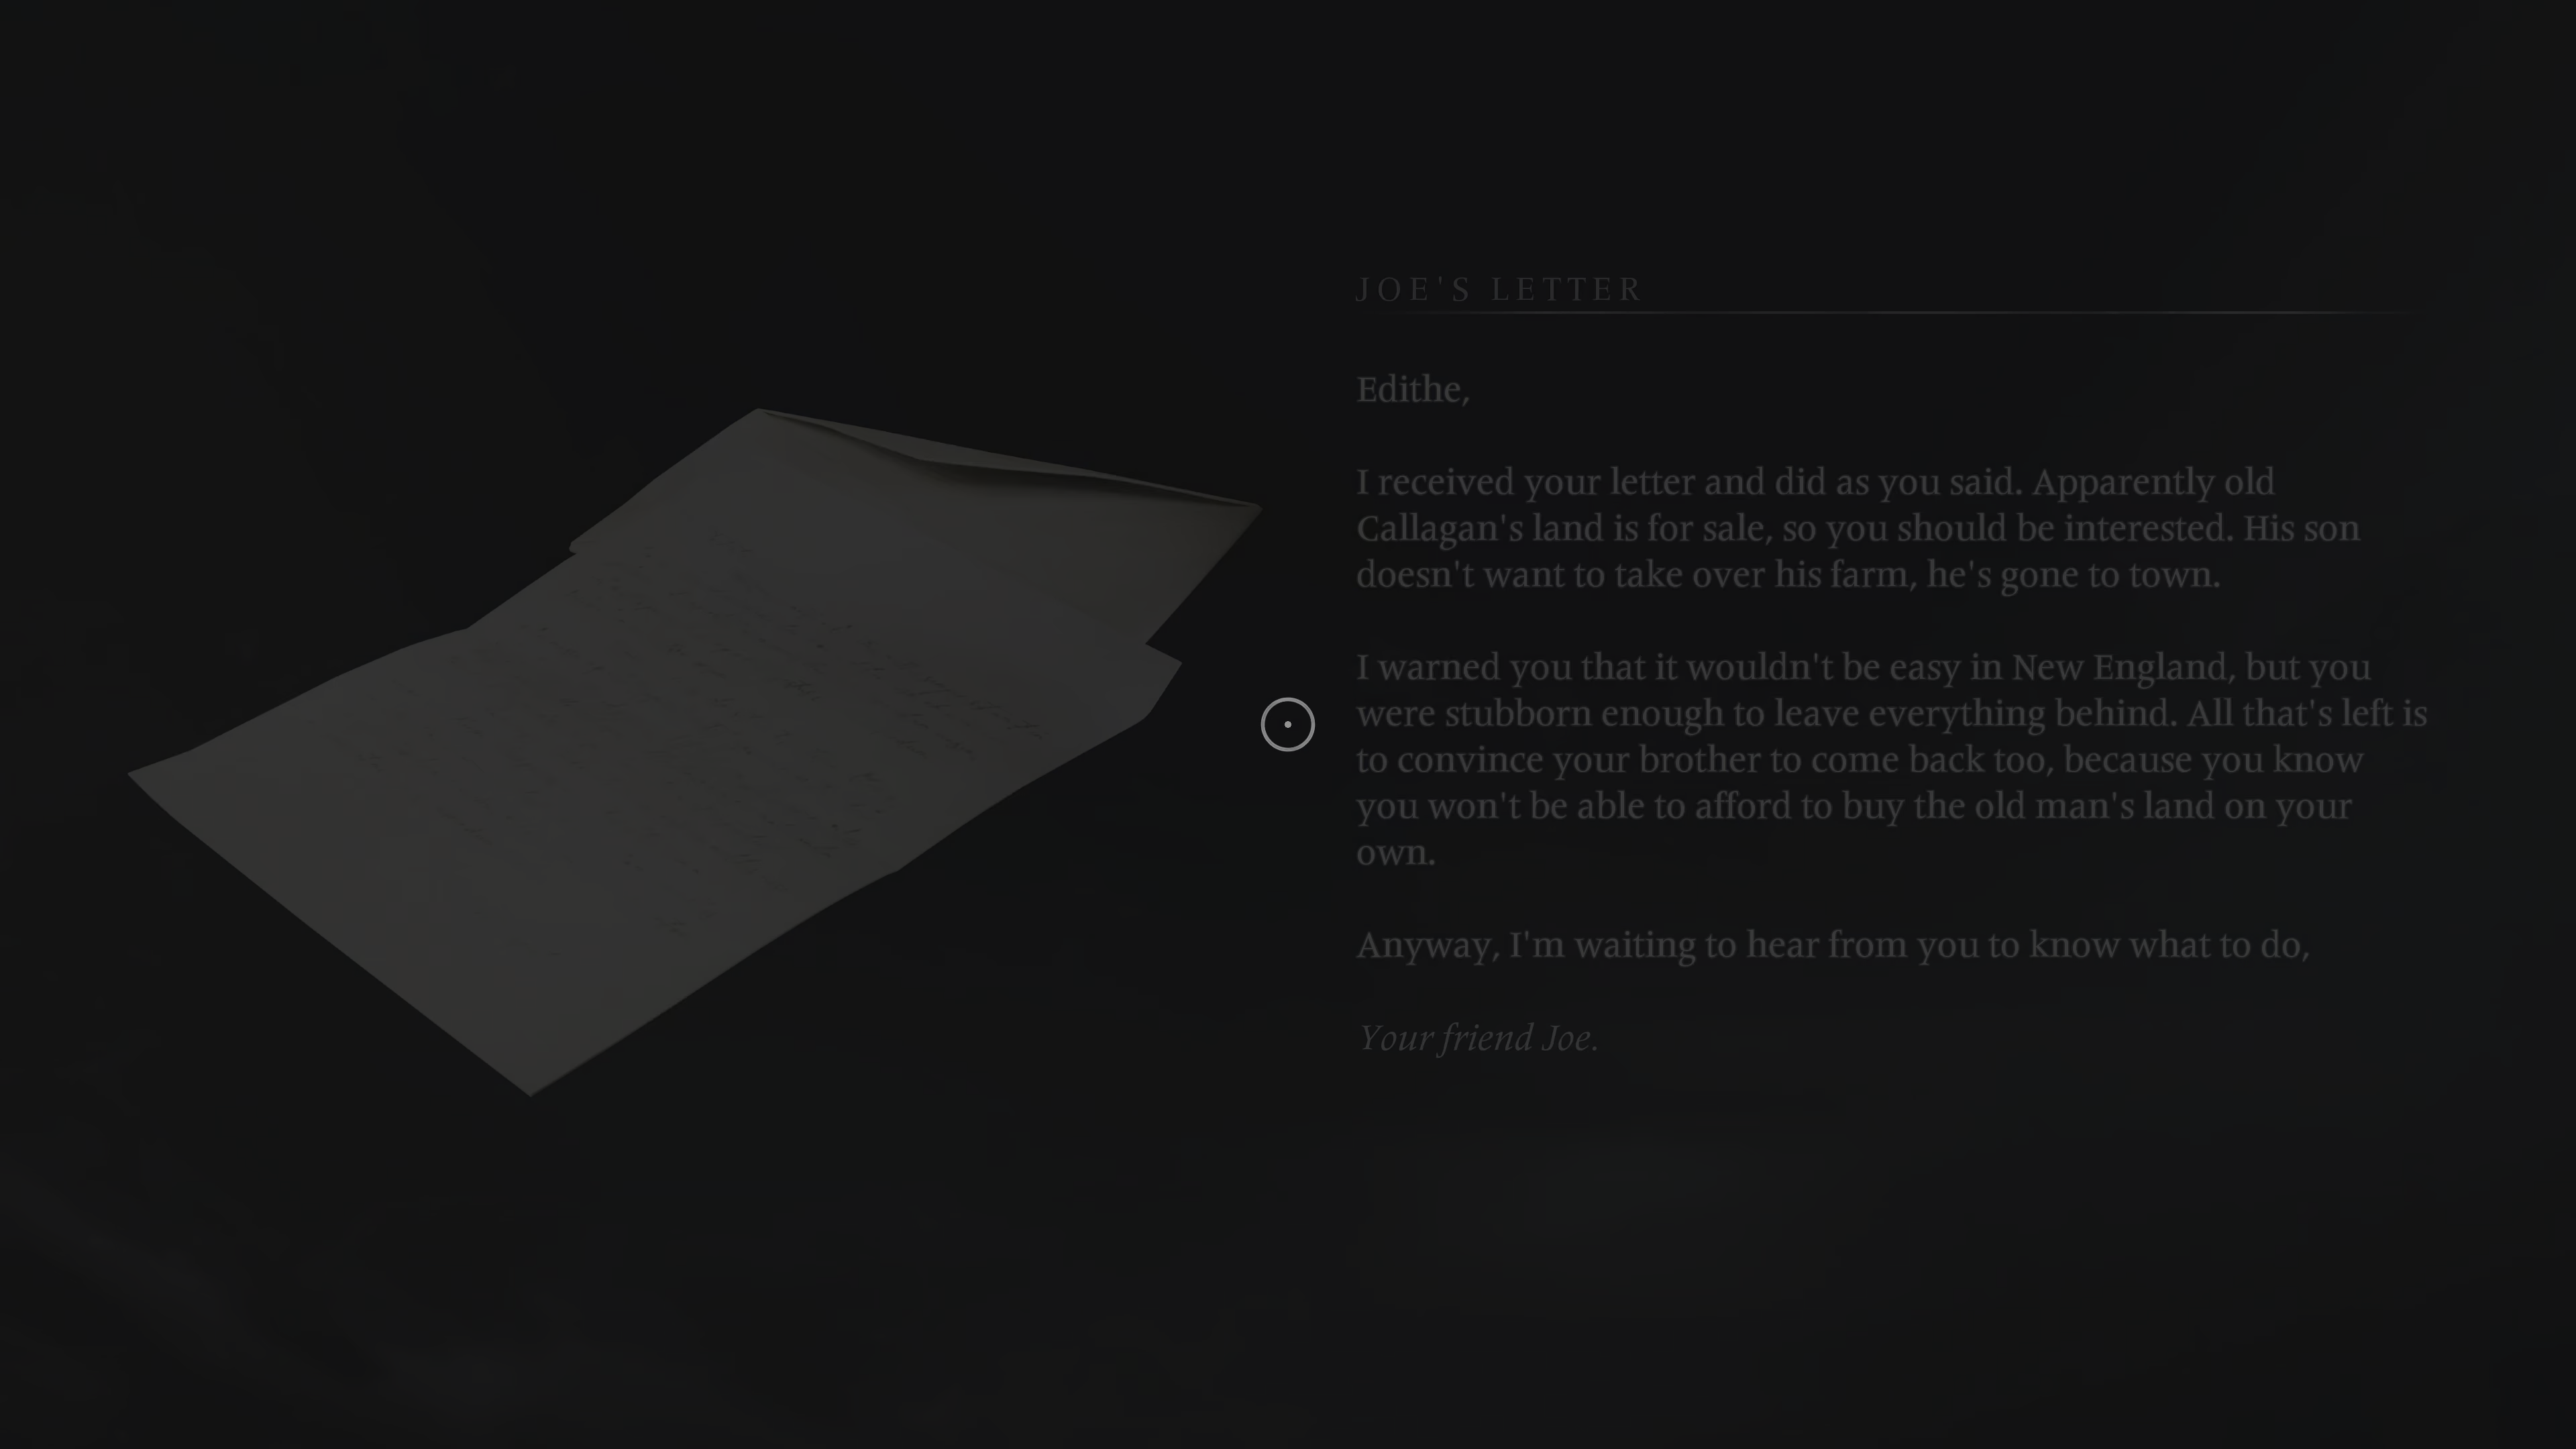 JOE'S LETTER
Edithe,
I received your letter and did as you said. Apparently old
Callagan's land is for sale, so you should be interested. His son
doesn't want to take over his farm, he's gone to town.
I warned you that it wouldn't be easy in New England, but you
were stubborn enough to leave everything behind. All that's left is
to convince your brother to come back too, because you know
you won't be able to afford to buy the old man's land on your
own.
Anyway, I'm waiting to hear from you to know what to do,
Your friend Joe.